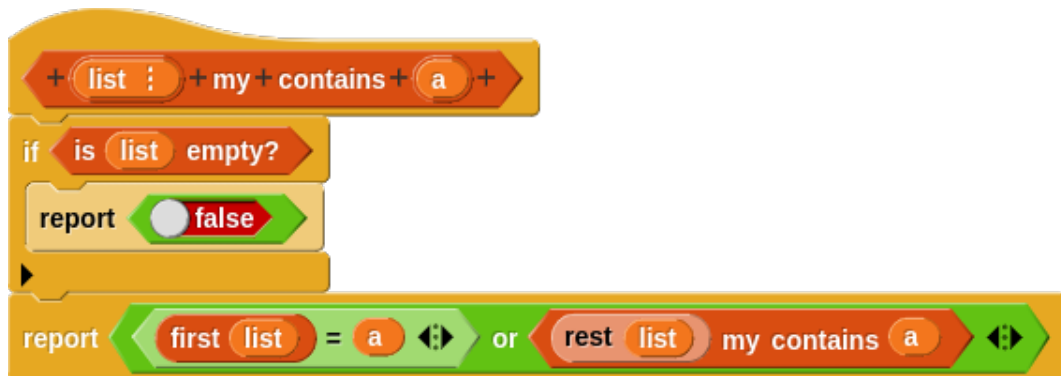 + list ⋮ + my + contains + a +
if is list empty?
report false
report first list = a or rest list my contains a